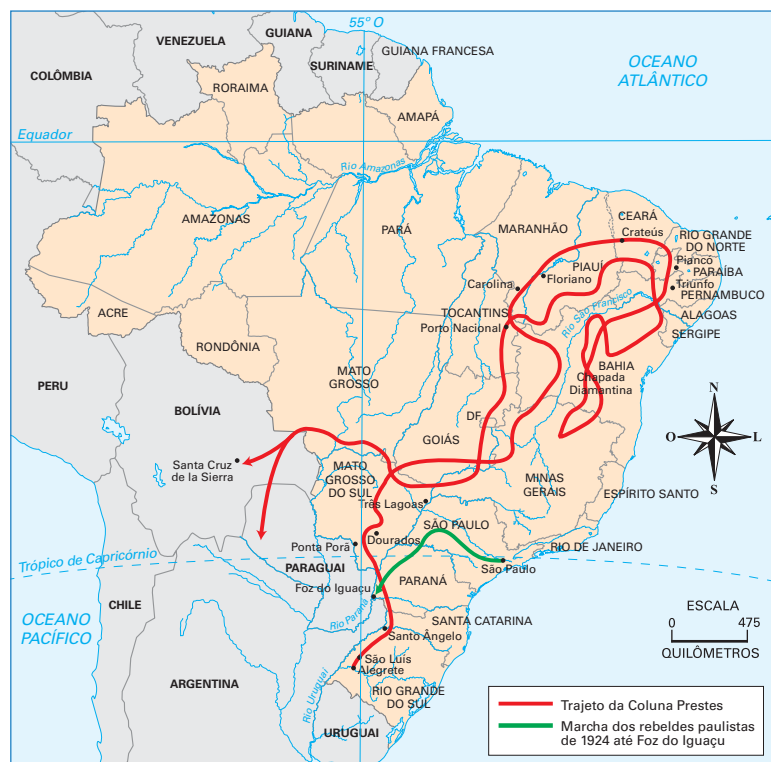 55º O
GUIANA
VENEZUELA
GUIANA FRANCESA
SURINAME
OCEANO
ATLÂNTICO
COLÔMBIA
RORAIMA
AMAPÁ
Equador
Rio Amazonas
AMAZONAS
PARÁ
MARANHÃO
CEARÁ
Crateús
RIO GRANDE
DO NORTE
Piancó
PARAÍBA
PIAUÍ
Floriano
Carolina
Triunfo
PERNAMBUCO
Rio São Francisco
ALAGOAS
SERGIPE
ACRE
TOCANTINS
Porto Nacional
RONDÔNIA
MATO
GROSSO
BAHIA
Chapada
Diamantina
PERU
BOLÍVIA
DF
GOIÁS
N
O
L
S
Santa Cruz
de la Sierra
MATO
GROSSO
DO SUL
MINAS
GERAIS
ESPÍRITO SANTO
Três Lagoas
SÃO PAULO
Dourados
Ponta Porã
RIO DE JANEIRO
Trópico de Capricórnio
PARAGUAI
São Paulo
Foz do Iguaçu
PARANÁ
OCEANO
PACÍFICO
CHILE
Rio Paraná
SANTA CATARINA
Santo Ângelo
ESCALA
0
475
QUILÔMETROS
São Luis
Alegrete
ARGENTINA
Rio Uruguai
RIO GRANDE
DO SUL
URUGUAI
Trajeto da Coluna Prestes
Marcha dos rebeldes paulistas
de 1924 até Foz do Iguaçu